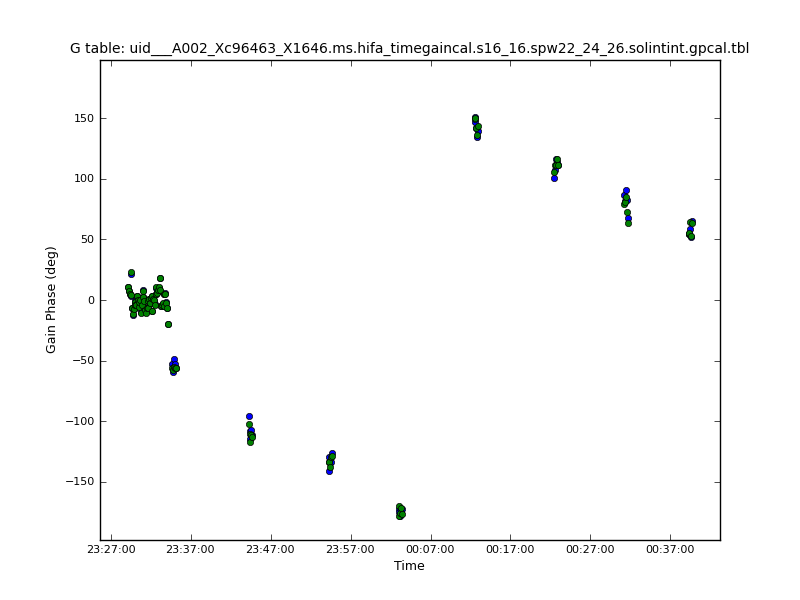 G table: uid___A002_Xc96463_X1646.ms.hifa_timegaincal.s16_16.spw22_24_26.solintint.gpcal.tbl
150
100
50
0
−50
−100
−150
Gain Phase (deg)
23:27:00 23:37:00 23:47:00 23:57:00 00:07:00 00:17:00 00:27:00 00:37:00
Time